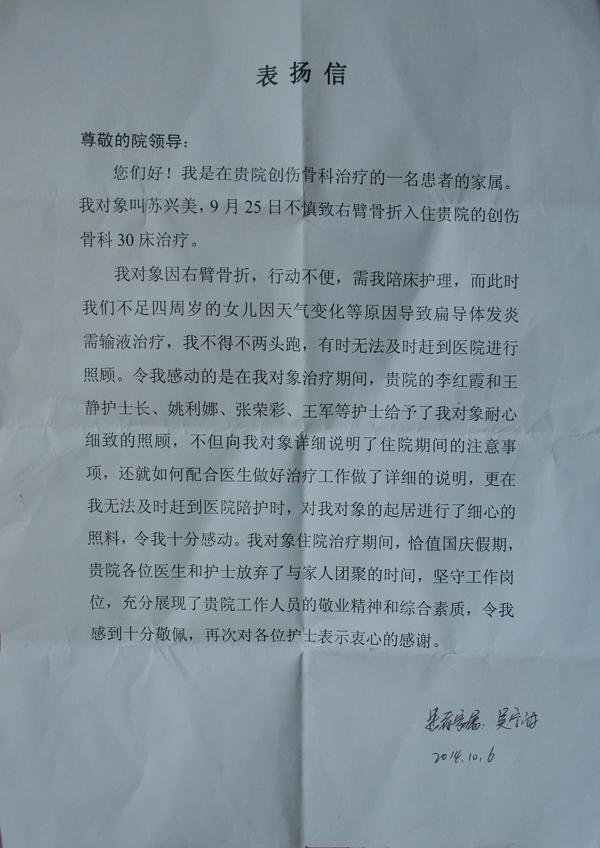 表扬信
尊敬的院领导：
您们好！我是在贵院创伤骨科治疗的一名患者的家属。
我对象叫苏兴美，9月25日不慎致右臂骨折入住贵院的创伤
骨科30床治疗。
我对象因右臂骨折，行动不便，需我陪床护理，而此时
我们不足四周岁的女儿因天气变化等原因导致扁导体发炎
需输液治疗，我不得不两头跑，有时无法及时赶到医院进行
照顾。令我感动的是在我对象治疗期间，贵院的李红霞和王
静护士长、姚利娜、张荣彩、王军等护士给予了我对象耐心
细致的照顾，不但向我对象详细说明了住院期间的注意事
项，还就如何配合医生做好治疗工作做了详细的说明，更在
我无法及时赶到医院陪护时，对我对象的起居进行了细心的
照料，令我十分感动。我对象住院治疗期间，恰值国庆假期，
贵院各位医生和护士放弃了与家人团聚的时间，坚守工作岗
位，充分展现了贵院工作人员的敬业精神和综合素质，令我
感到十分敬佩，再次对各位护士表示衷心的感谢。
患者家属：吴
2014.10.6